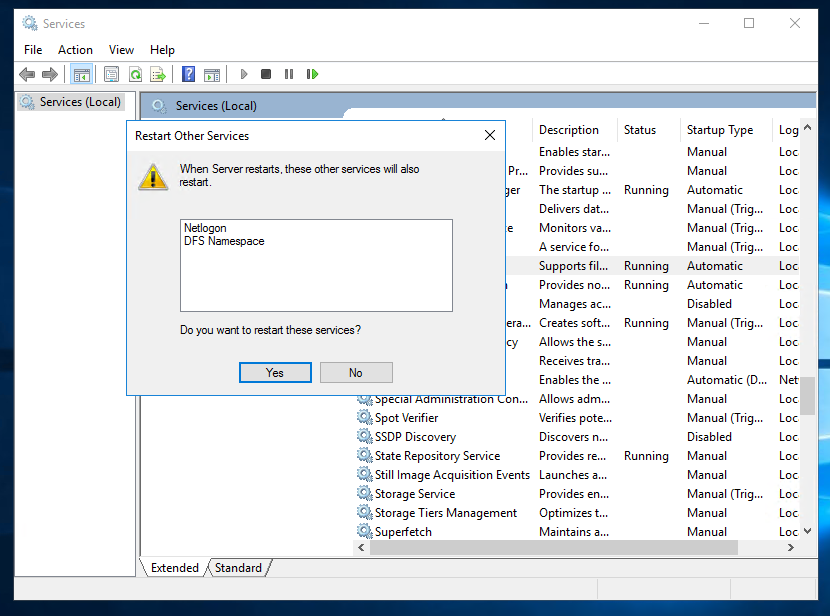 Services
File Action View Help
Services (Local)
Services (Local)
Restart Other Services
When Server restarts, these other services will also
restart.
Netlogon
DFS Namespace
Do you want to restart these services?
Yes No
Description Status Startup Type Log
Enables star... Manual Loc
Pr... Provides su... Manual Loc
ger The startup ... Running Automatic Loc
Delivers dat... Manual (Trig... Loc
e Monitors va... Manual (Trig... Loc
A service fo... Manual (Trig... Loc
Supports fil... Running Automatic Loc
Provides no... Running Automatic Loc
Manages ac... Disabled Loc
era... Creates soft... Running Manual (Trig... Loc
cy Allows the s... Manual Loc
Receives tra... Manual Loc
Enables the ... Automatic (D... Net
Special Administration Con... Allows adm... Manual Loc
Spot Verifier Verifies pote... Manual (Trig... Loc
SSDP Discovery Discovers n... Disabled Loc
State Repository Service Provides re... Running Manual Loc
Still Image Acquisition Events Launches a... Manual Loc
Storage Service Provides en... Manual (Trig... Loc
Storage Tiers Management Optimizes t... Manual Loc
Superfetch Maintains a... Manual Loc
Extended Standard